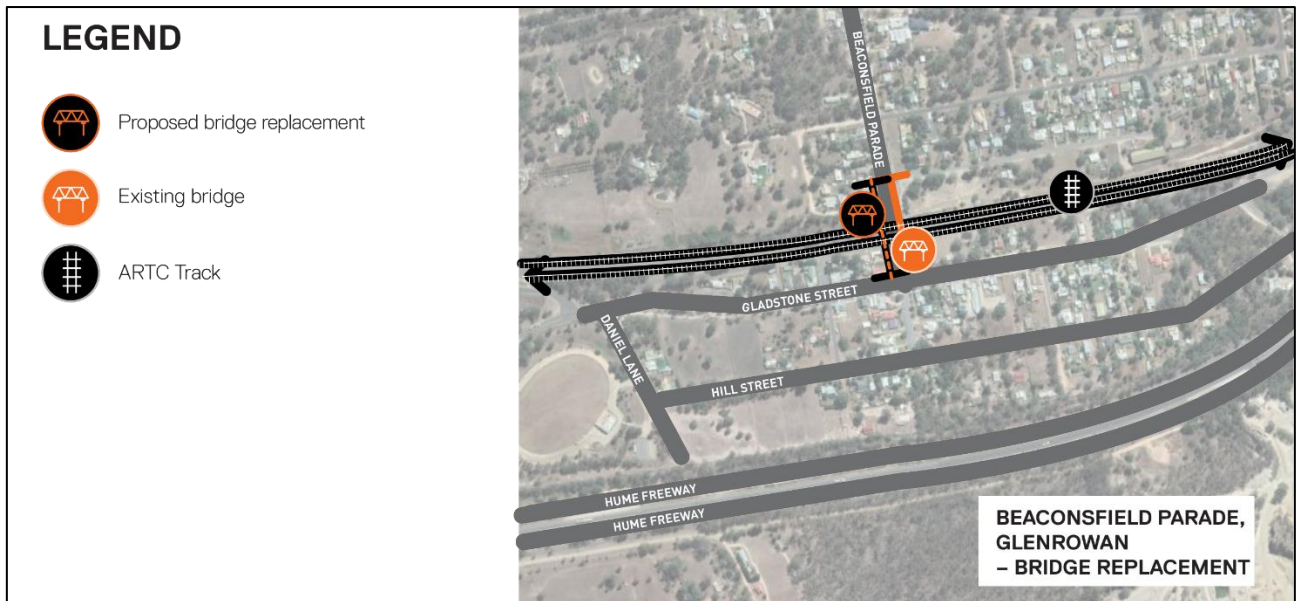 LEGEND
Proposed bridge replacement
Existing bridge
ARTC Track
BEACONSFIELD PARADE
GLADSTONE STREET
DANIEL LANE
HILL STREET
HUME FREEWAY
HUME FREEWAY
BEACONSFIELD PARADE,
GLENROWAN
– BRIDGE REPLACEMENT